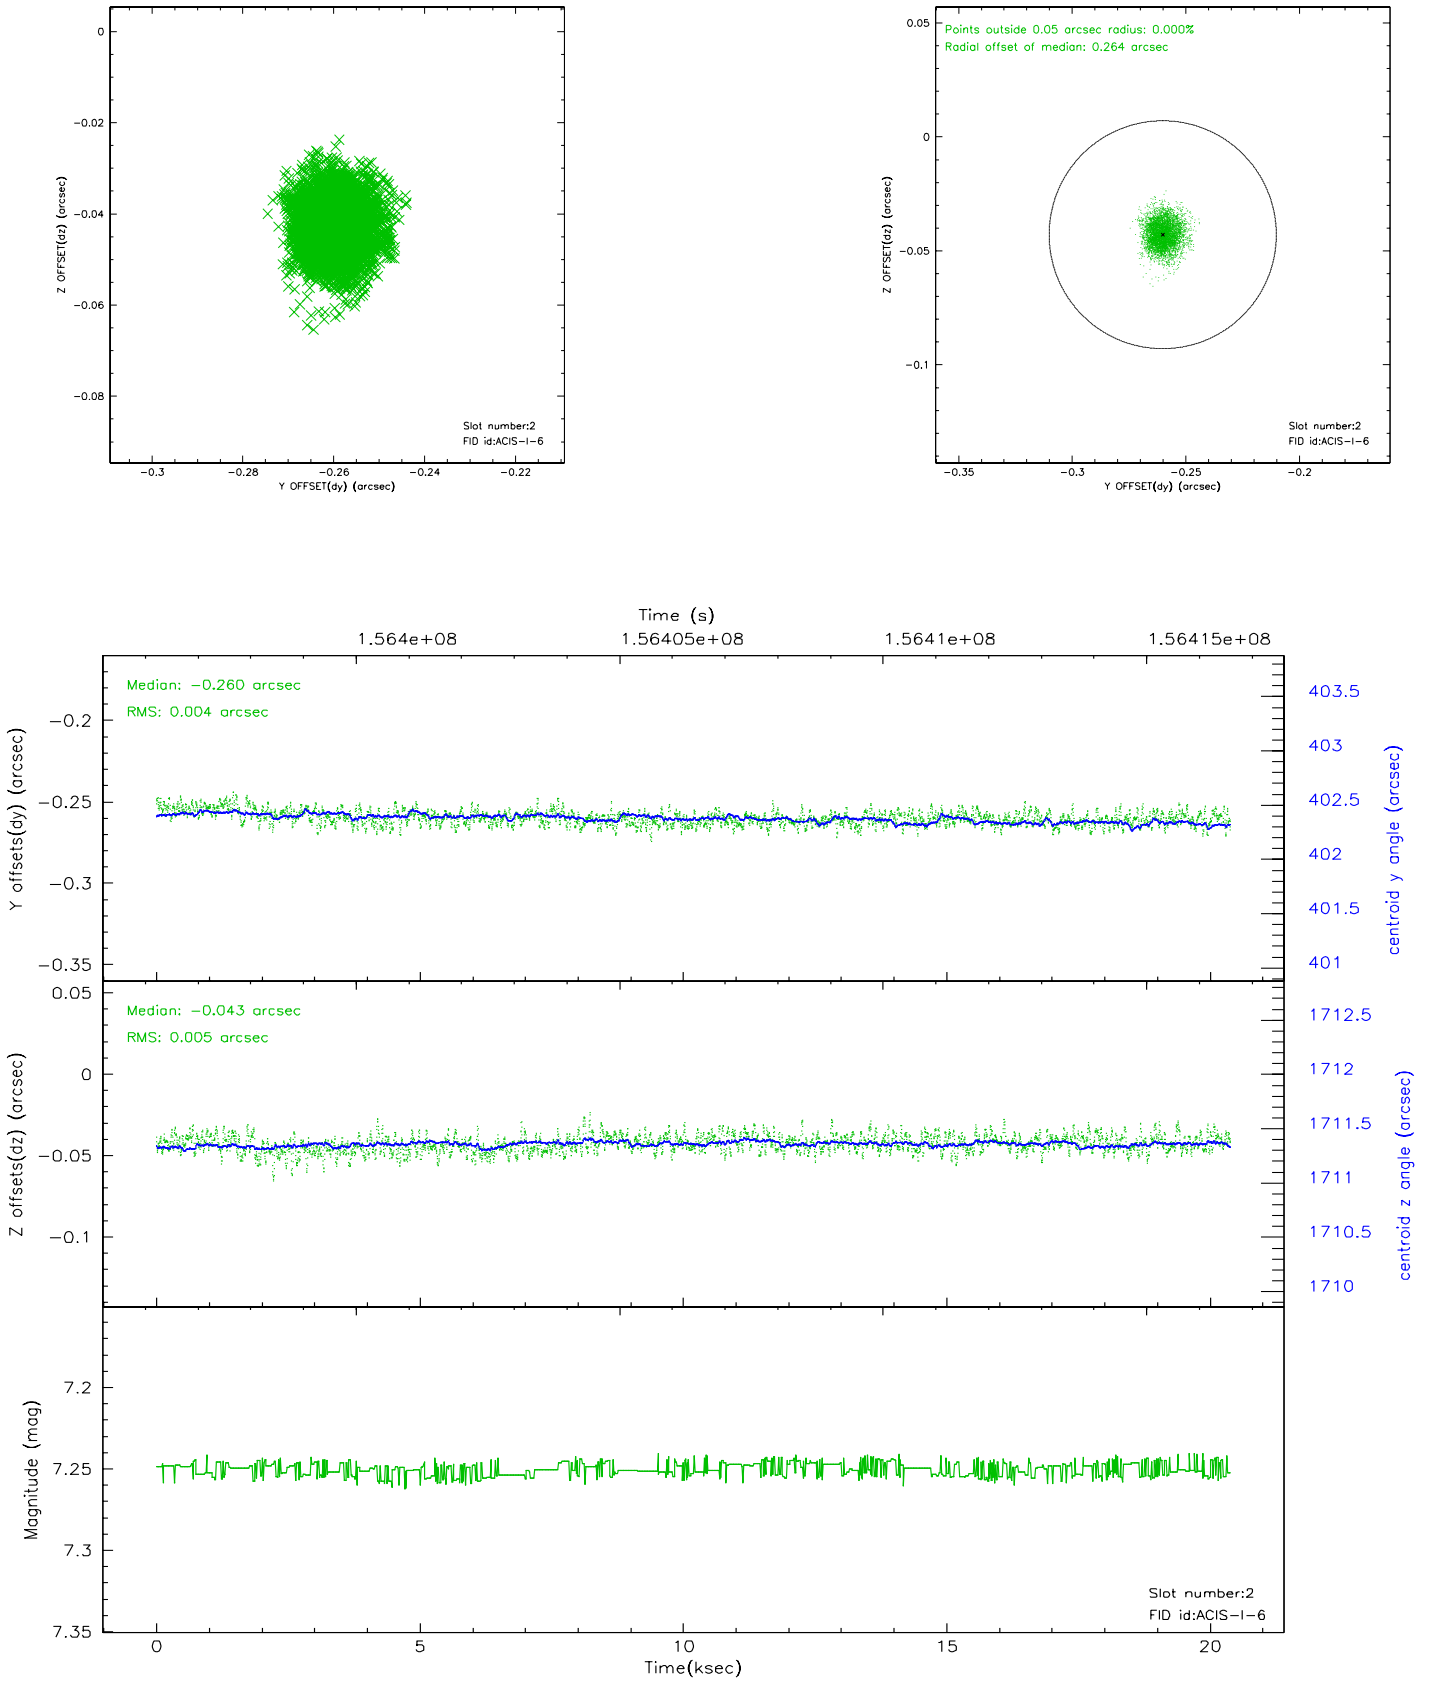 0
-0.02
-0.04
-0.06
-0.08
Z OFFSET(dz) (arcsec)
-0.3 -0.28 -0.26 -0.24 -0.22
Y OFFSET(dy) (arcsec)
Slot number:2
FID id:ACIS-I-6
Points outside 0.05 arcsec radius: 0.000%
Radial offset of median: 0.264 arcsec
0.05
0
-0.05
-0.1
Z OFFSET(dz) (arcsec)
-0.35 -0.3 -0.25 -0.2
Y OFFSET(dy) (arcsec)
Slot number:2
FID id:ACIS-I-6
Time (s)
1.564e+08 1.56405e+08 1.5641e+08 1.56415e+08
Median: -0.260 arcsec
RMS: 0.004 arcsec
-0.2
-0.25
-0.3
-0.35
Y offsets(dy) (arcsec)
403.5
403
402.5
402
401.5
401
centroid y angle (arcsec)
Median: -0.043 arcsec
RMS: 0.005 arcsec
0.05
0
-0.05
-0.1
Z offsets(dz) (arcsec)
1712.5
1712
1711.5
1711
1710.5
1710
centroid z angle (arcsec)
7.2
7.25
7.3
7.35
Magnitude (mag)
Slot number:2
FID id:ACIS-I-6
0 5 10 15 20
Time(ksec)